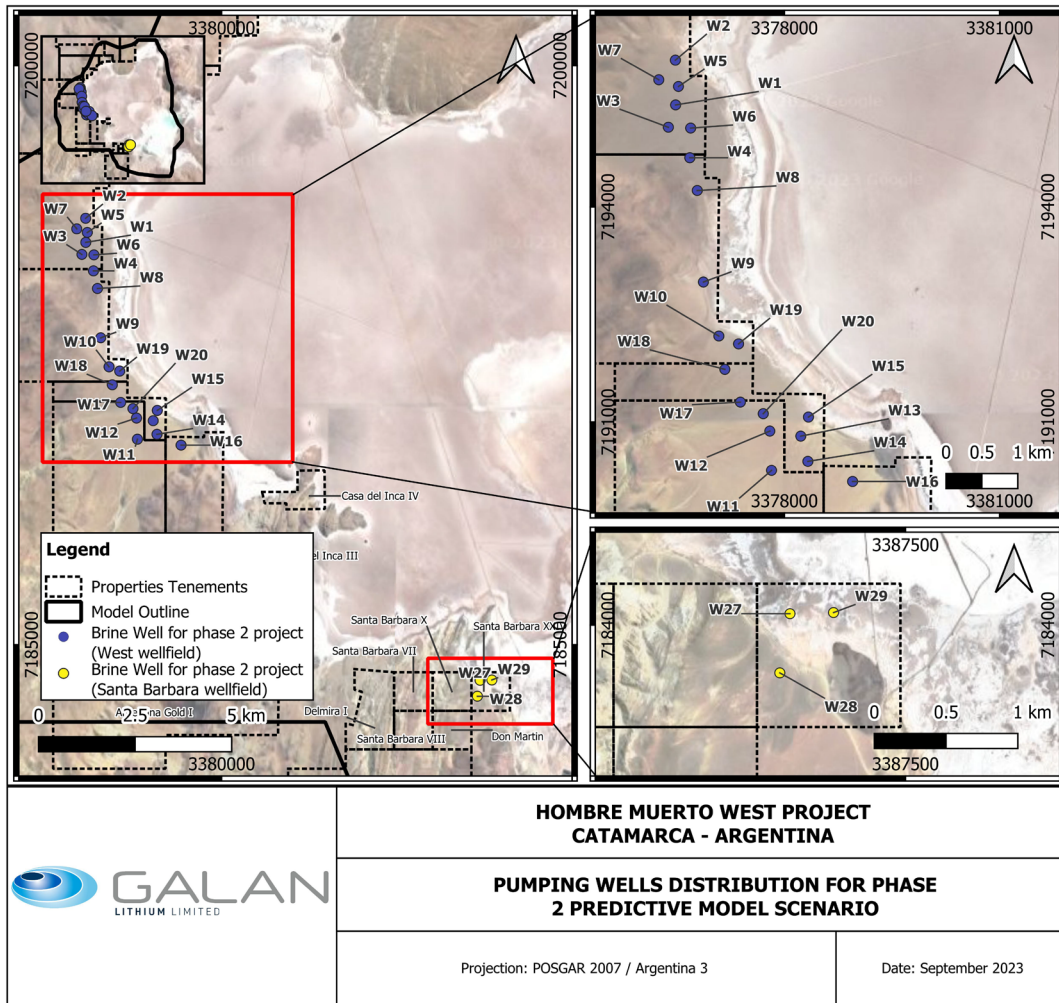 3380000
7200000
W2
W7
W5
W3
W1
W6
W4
W8
W9
W10
W19
W18
W20
W15
W17
W12
W14
W11
W16
Casa del Inca IV
el Inca III
Legend
Properties Tenements
Model Outline
Brine Well for phase 2 project
(West wellfield)
Brine Well for phase 2 project
(Santa Barbara wellfield)
7185000
Santa Barbara X
Santa Barbara XXI
Santa Barbara VII
W27
W29
W28
Delmira I
Santa Barbara VIII
Don Martin
0 2.5 5 km
3380000
3378000 3381000
W2
W7
W5
W1
W3
W6
W4
W8
7194000
W9
W10
W19
W20
W18
W15
W17
W13
7191000
W12
W14
W11
W16
0 0.5 1 km
3378000 3381000
3387500
W27
W29
7184000
W28
0 0.5 1 km
3387500
GALAN
LITHIUM LIMITED
HOMBRE MUERTO WEST PROJECT
CATAMARCA - ARGENTINA
PUMPING WELLS DISTRIBUTION FOR PHASE
2 PREDICTIVE MODEL SCENARIO
Projection: POSGAR 2007 / Argentina 3
Date: September 2023